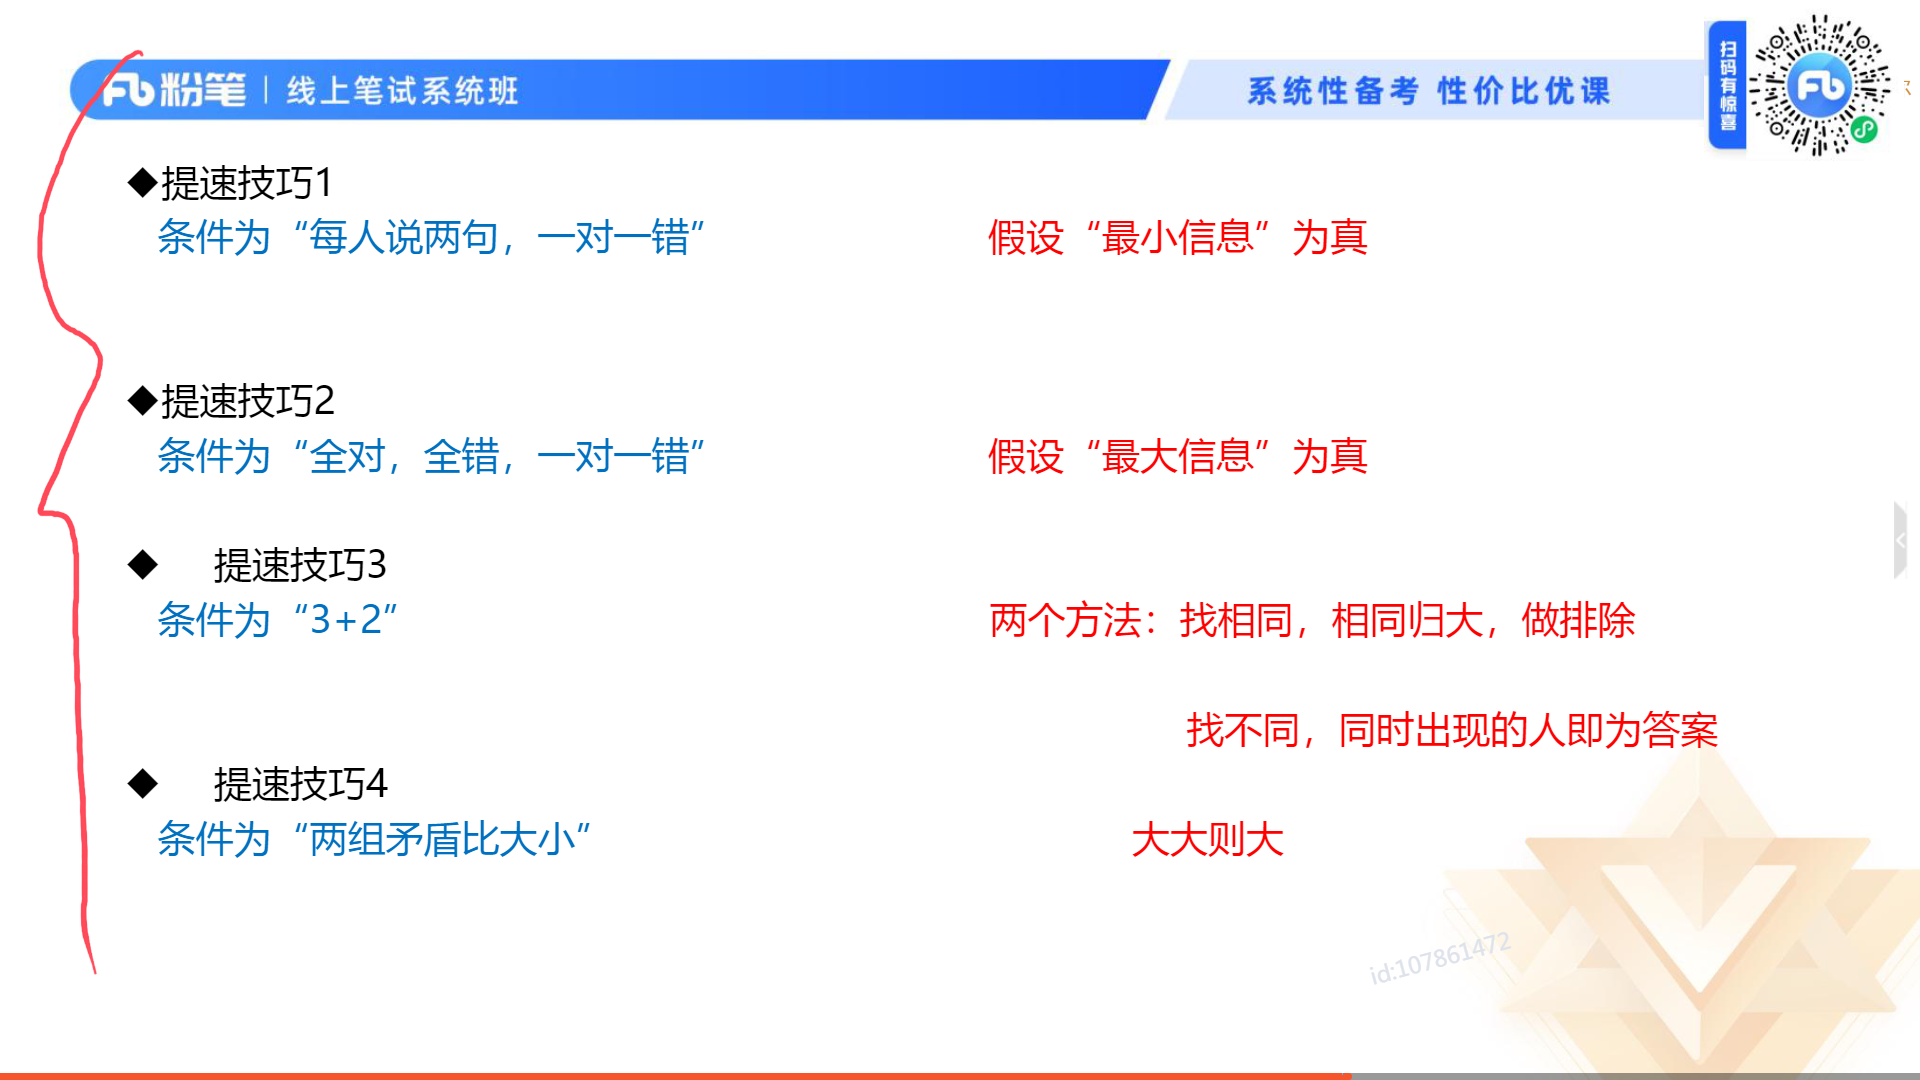 粉笔 | 线上笔试系统班
系统性备考 性价比优课
扫码有惊喜
◆提速技巧1
条件为“每人说两句，一对一错” 假设“最小信息”为真
◆提速技巧2
条件为“全对，全错，一对一错” 假设“最大信息”为真
◆ 提速技巧3
条件为“3+2” 两个方法：找相同，相同归大，做排除
找不同，同时出现的人即为答案
◆ 提速技巧4
条件为“两组矛盾比大小” 大大则大
id:107861472